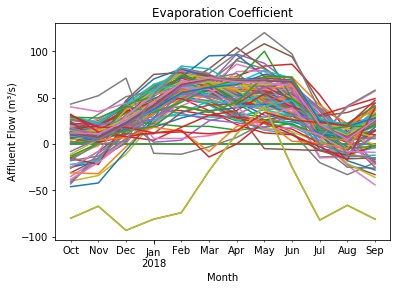 Evaporation Coefficient
Affluent Flow (m³/s)
100
50
0
−50
−100
Oct Nov Dec Jan Feb Mar Apr May Jun Jul Aug Sep
2018
Month